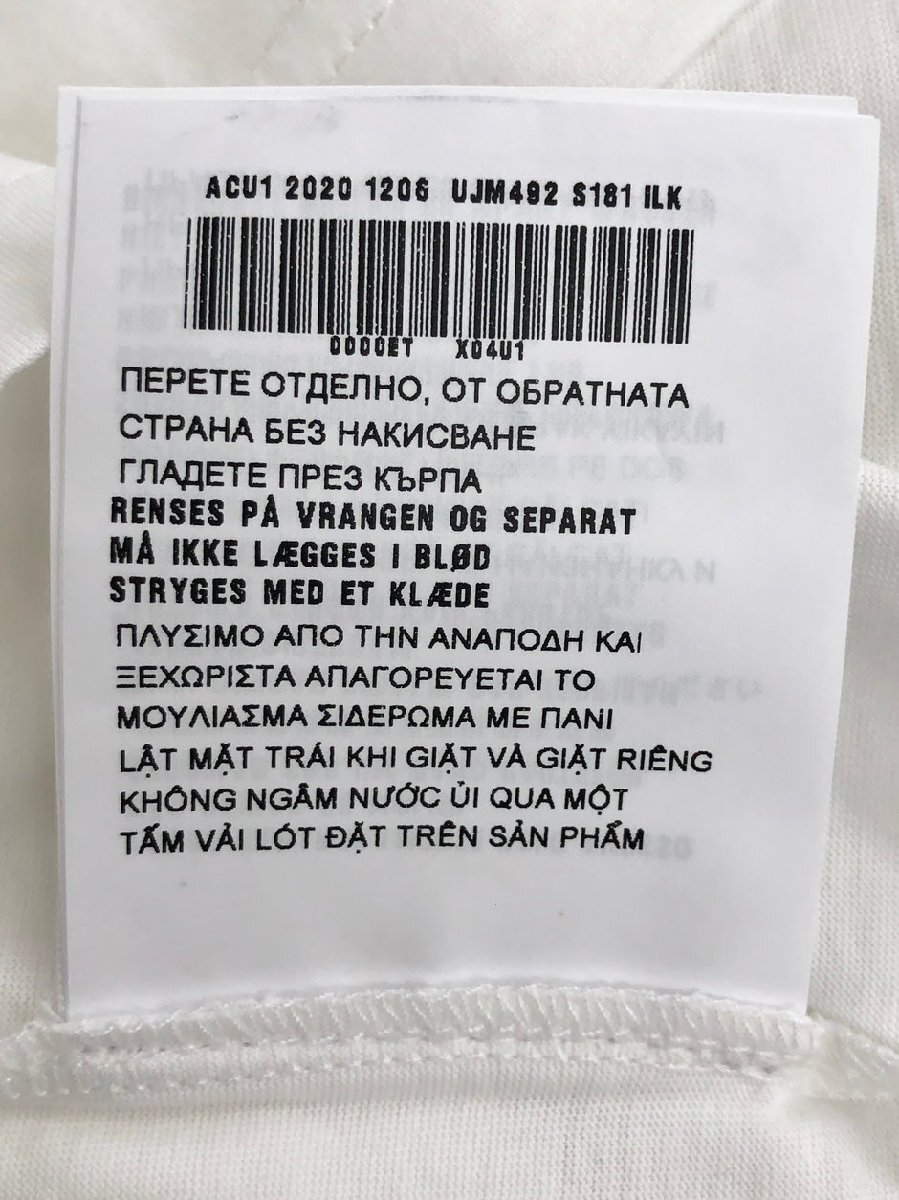 ACU1 2020 1206 UJM492 S181 ILK
0000ET X04U1
ПЕРЕТЕ ОТДЕЛНО, ОТ ОБРАТНАТА
СТРАНА БЕЗ НАКИСВАНЕ
ГЛАДЕТЕ ПРЕЗ КЪРПА
RENSES PÅ VRANGEN OG SEPARAT
MÅ IKKE LÆGGES I BLØD
STRYGES MED ET KLÆDE
ΠΛΥΣΙΜΟ ΑΠΟ ΤΗΝ ΑΝΑΠΟΔΗ ΚΑΙ
ΞΕΧΩΡΙΣΤΑ ΑΠΑΓΟΡΕΥΕΤΑΙ ΤΟ
ΜΟΥΛΙΑΣΜΑ ΣΙΔΕΡΩΜΑ ΜΕ ΠΑΝΙ
LẬT MẶT TRÁI KHI GIẶT VÀ GIẶT RIÊNG
KHÔNG NGÂM NƯỚC ỦI QUA MỘT
TẤM VẢI LÓT ĐẶT TRÊN SẢN PHẨM